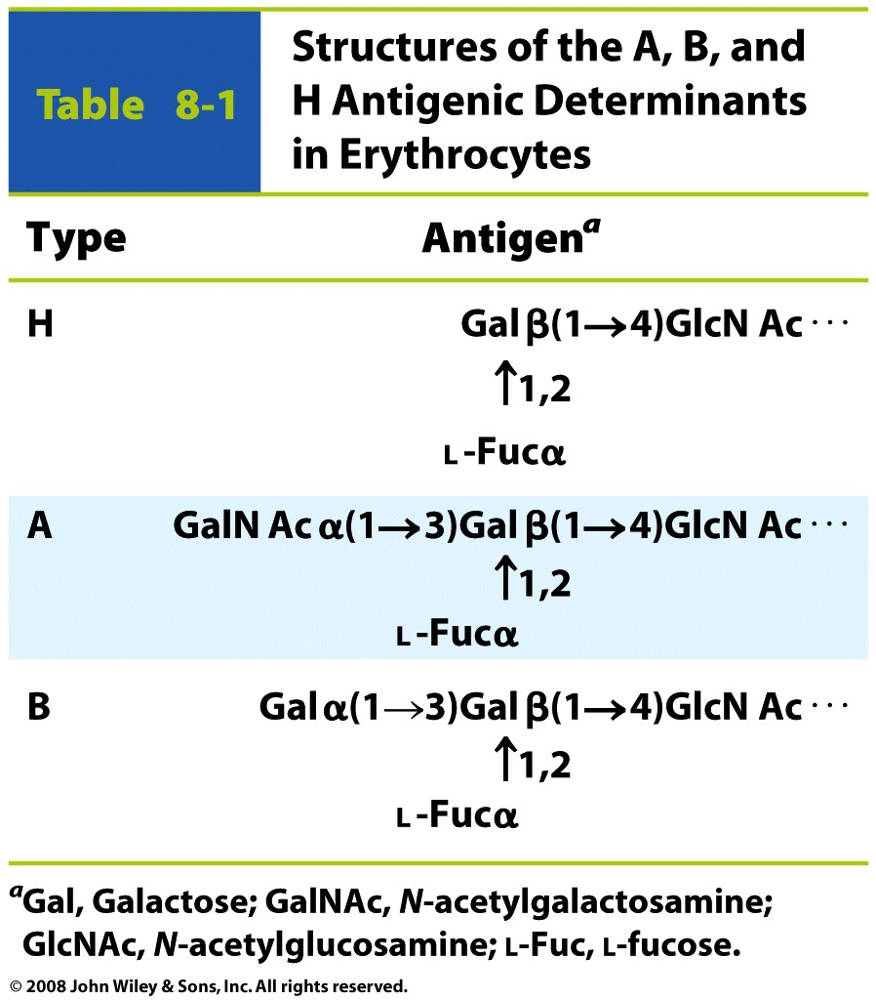 Table 8-1
Structures of the A, B, and
H Antigenic Determinants
in Erythrocytes
Type Antigenᵃ
H Gal β(1→4)GlcN Ac ···
↑1,2
L-Fucα
A GalN Ac α(1→3)Gal β(1→4)GlcN Ac ···
↑1,2
L-Fucα
B Gal α(1→3)Gal β(1→4)GlcN Ac ···
↑1,2
L-Fucα
ᵃGal, Galactose; GalNAc, N-acetylgalactosamine;
GlcNAc, N-acetylglucosamine; L-Fuc, L-fucose.
© 2008 John Wiley & Sons, Inc. All rights reserved.